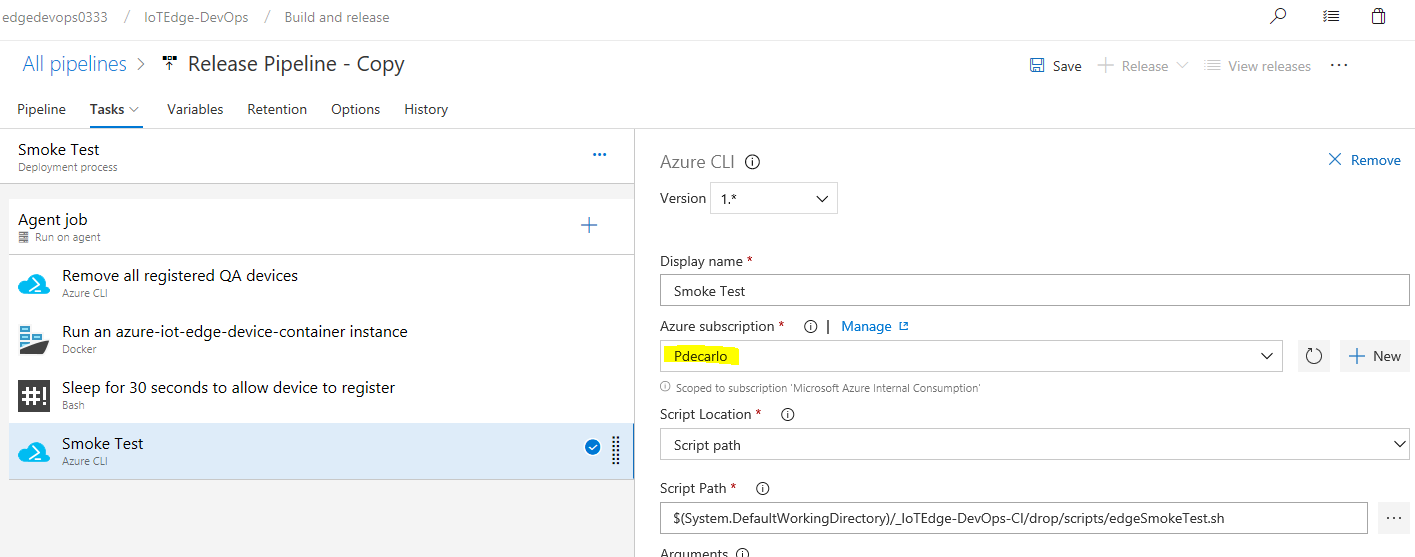 edgedevops0333 / IoTEdge-DevOps / Build and release
All pipelines > Release Pipeline - Copy
Save
Release
View releases
Pipeline
Tasks
Variables
Retention
Options
History
Smoke Test
Deployment process
Agent job
Run on agent
Remove all registered QA devices
Azure CLI
Run an azure-iot-edge-device-container instance
Docker
#!
Sleep for 30 seconds to allow device to register
Bash
Smoke Test
Azure CLI
Azure CLI
Remove
Version 1.*
Display name *
Smoke Test
Azure subscription * | Manage
Pdecarlo
New
Scoped to subscription 'Microsoft Azure Internal Consumption'
Script Location *
Script path
Script Path *
$(System.DefaultWorkingDirectory)/_IoTEdge-DevOps-CI/drop/scripts/edgeSmokeTest.sh
Arguments